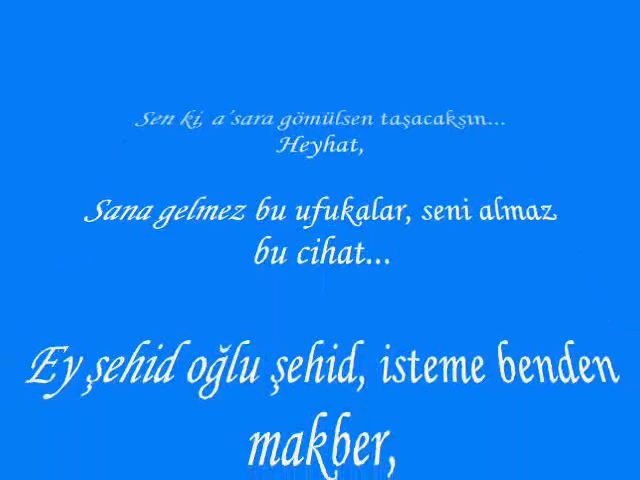 Sen ki, a'sara gömülsen taşacaksın...
Heyhat,
Sana gelmez bu ufukalar, seni almaz
bu cihat...
Ey şehid oğlu şehid, isteme benden
makber,